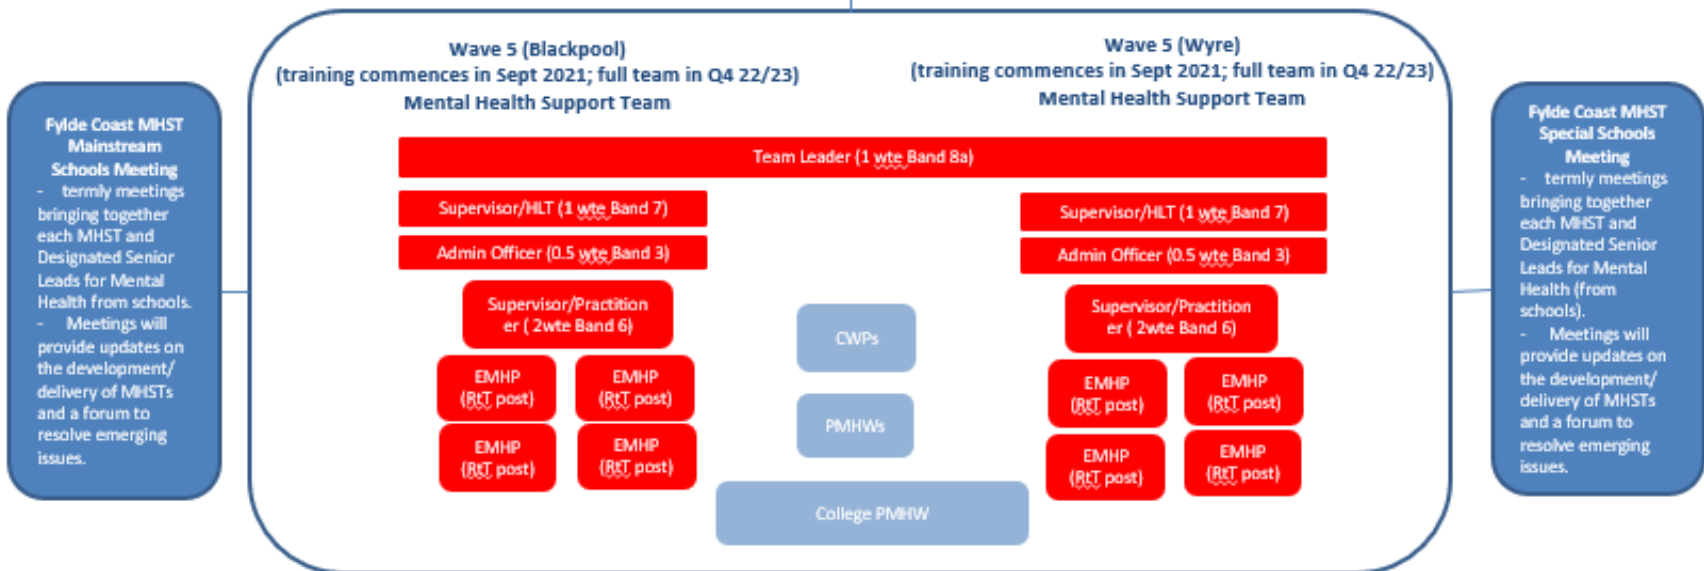 Wave 5 (Blackpool)
(training commences in Sept 2021; full team in Q4 22/23)
Mental Health Support Team
Wave 5 (Wyre)
(training commences in Sept 2021; full team in Q4 22/23)
Mental Health Support Team
Fylde Coast MHST
Mainstream
Schools Meeting
- termly meetings
bringing together
each MHST and
Designated Senior
Leads for Mental
Health from schools.
- Meetings will
provide updates on
the development/
delivery of MHSTs
and a forum to
resolve emerging
issues.
Team Leader (1 wte Band 8a)
Supervisor/HLT (1 wte Band 7)
Admin Officer (0.5 wte Band 3)
Supervisor/Practition
er ( 2wte Band 6)
EMHP
(RtT post)
EMHP
(RtT post)
EMHP
(RtT post)
EMHP
(RtT post)
CWPs
PMHWs
College PMHW
Supervisor/HLT (1 wte Band 7)
Admin Officer (0.5 wte Band 3)
Supervisor/Practition
er ( 2wte Band 6)
EMHP
(RtT post)
EMHP
(RtT post)
EMHP
(RtT post)
EMHP
(RtT post)
Fylde Coast MHST
Special Schools
Meeting
- termly meetings
bringing together
each MHST and
Designated Senior
Leads for Mental
Health (from
schools).
- Meetings will
provide updates on
the development/
delivery of MHSTs
and a forum to
resolve emerging
issues.